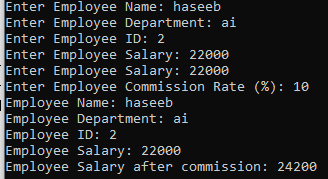 Enter Employee Name: haseeb
Enter Employee Department: ai
Enter Employee ID: 2
Enter Employee Salary: 22000
Enter Employee Salary: 22000
Enter Employee Commission Rate (%): 10
Employee Name: haseeb
Employee Department: ai
Employee ID: 2
Employee Salary: 22000
Employee Salary after commission: 24200